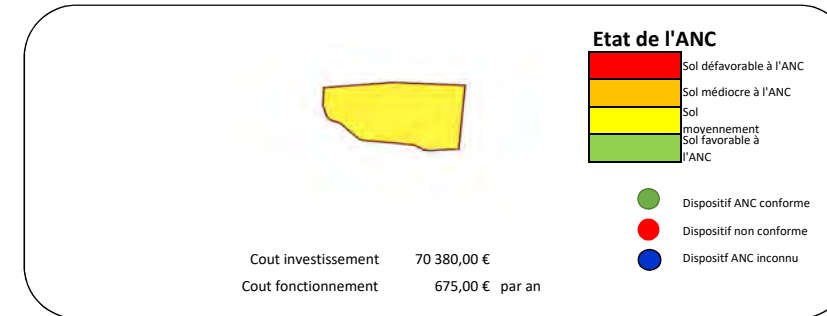 Etat de l'ANC
Sol défavorable à l'ANC
Sol médiocre à l'ANC
Sol
moyennement
Sol favorable à
l'ANC
Dispositif ANC conforme
Dispositif non conforme
Dispositf ANC inconnu
Cout investissement 70 380,00 €
Cout fonctionnement 675,00 € par an